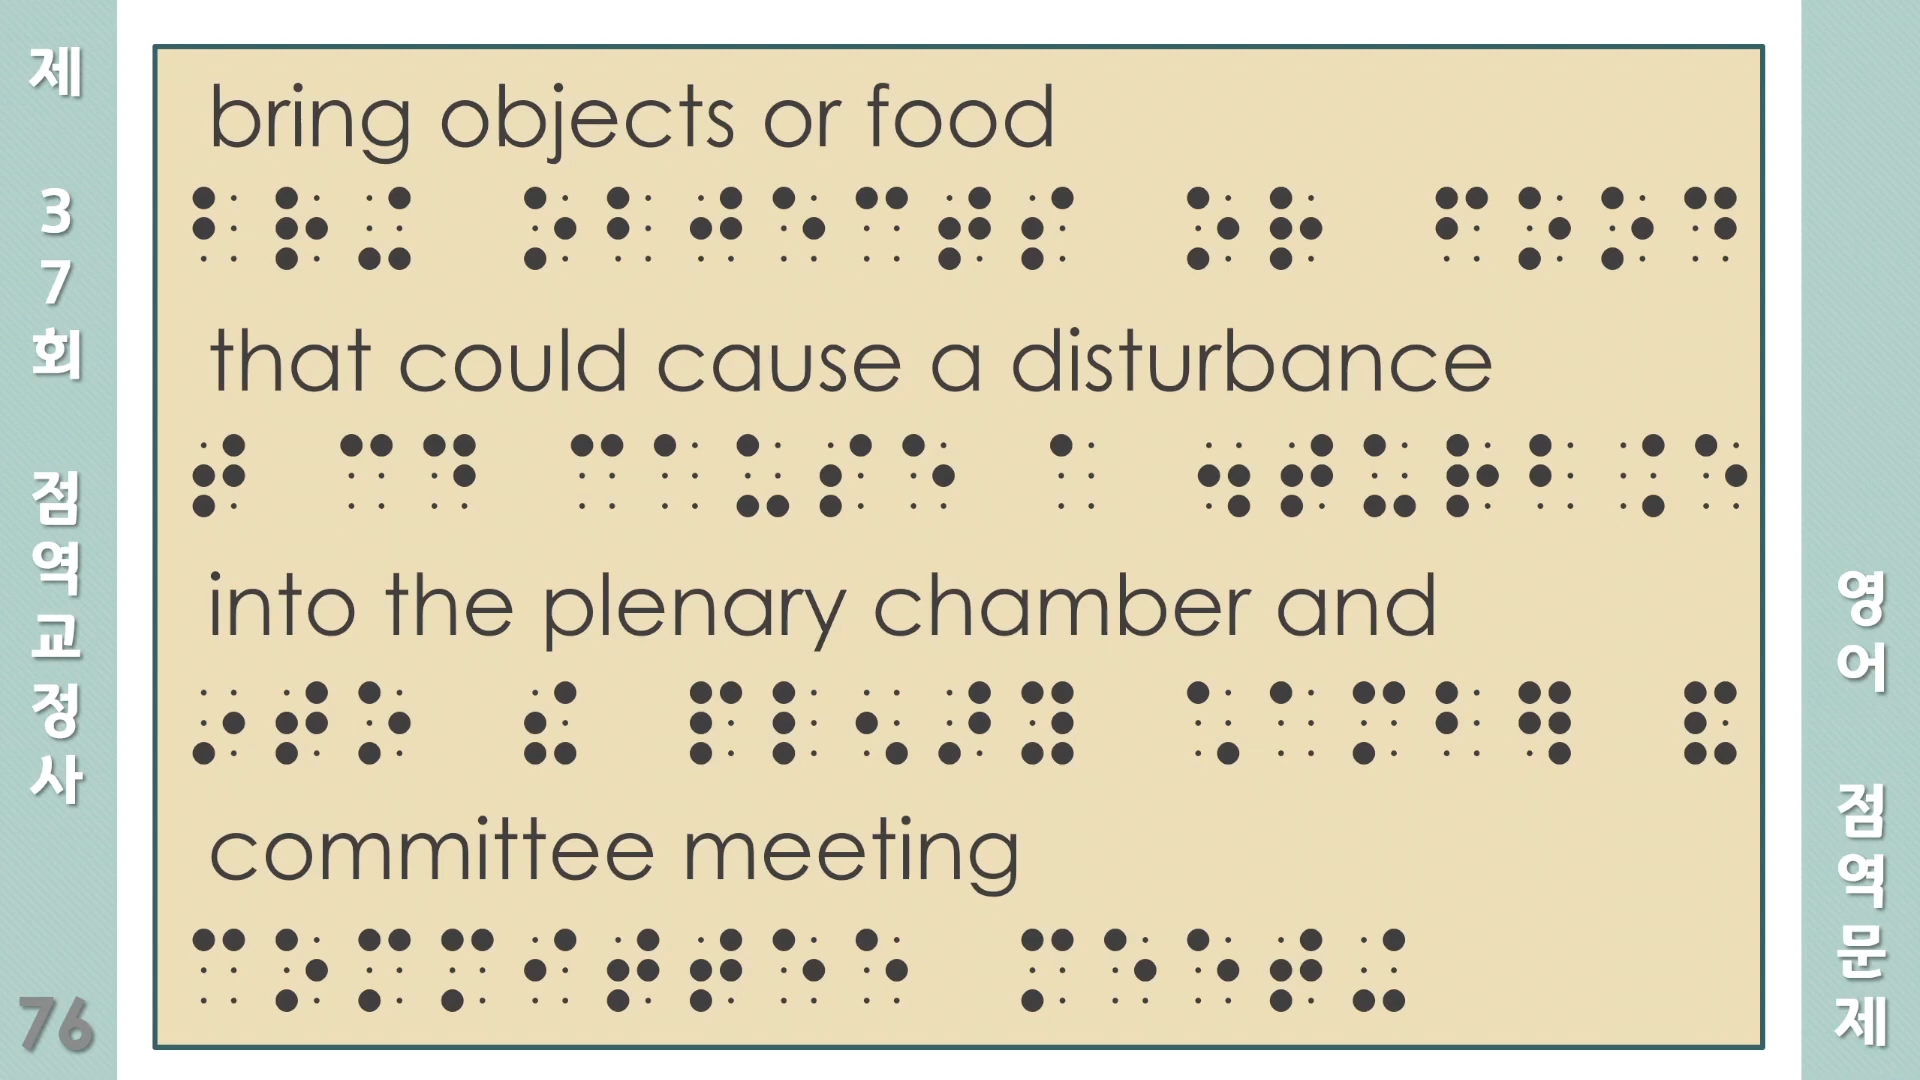 제 37회 점역교정사
bring objects or food
⠃⠗⠬ ⠕⠃⠚⠑⠉⠞⠎ ⠕⠗ ⠋⠕⠕⠙
that could cause a disturbance
⠞ ⠉⠙ ⠉⠁⠥⠎⠑ ⠁ ⠲⠞⠥⠗⠃⠨⠑
into the plenary chamber and
⠔⠞⠕ ⠮ ⠏⠇⠢⠜⠽ ⠡⠁⠍⠃⠻ ⠯
committee meeting
⠉⠕⠍⠍⠊⠞⠞⠑⠑ ⠍⠑⠑⠞⠬
영어 점역문제
76